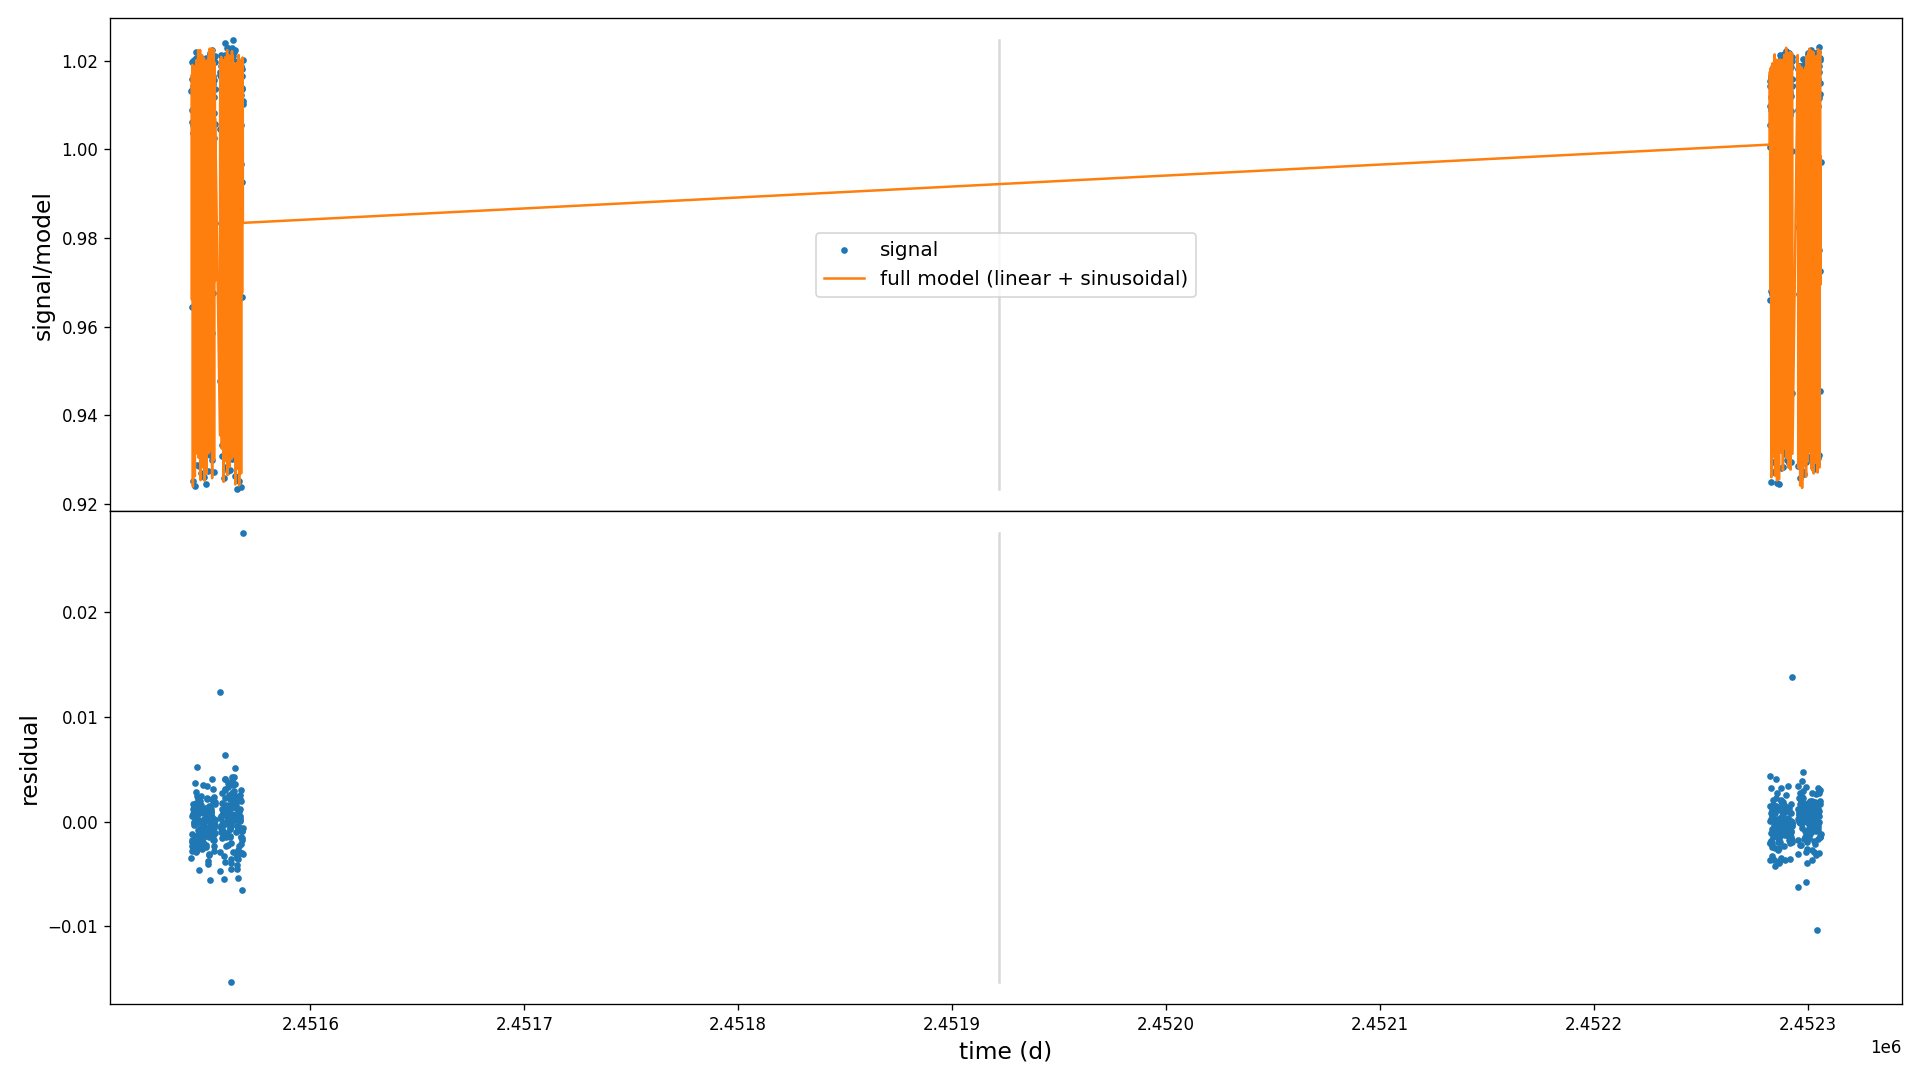 signal/model
1.02
1.00
0.98
0.96
0.94
0.92
signal
full model (linear + sinusoidal)
residual
0.02
0.01
0.00
−0.01
2.4516 2.4517 2.4518 2.4519 2.4520 2.4521 2.4522 2.4523
time (d)
1e6